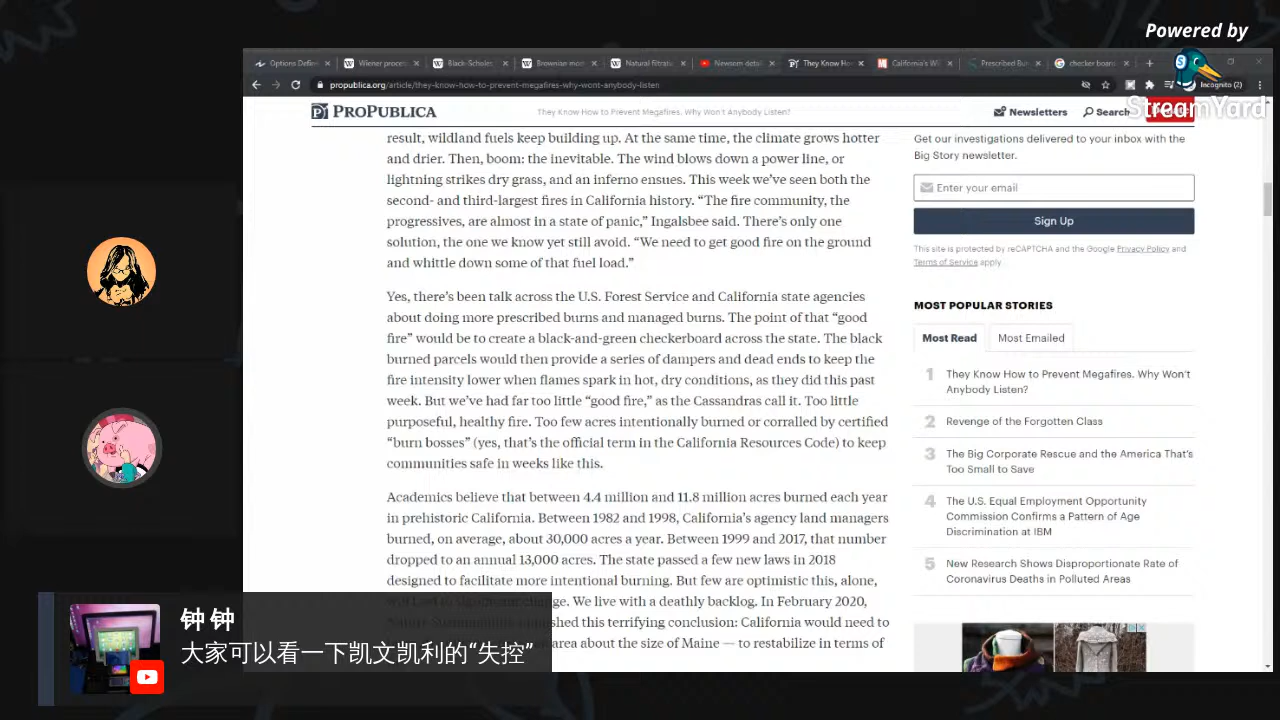 Powered by
StreamYard
Options Defin
Wiener proce
Black-Scholes
Brownian mo
Natural filtrati
Newsom deta
They Know Ho
California's Wi
Prescribed Bu
checker board
propublica.org/article/they-know-how-to-prevent-megafires-why-wont-anybody-listen
Incognito (2)
PROPUBLICA
They Know How to Prevent Megafires. Why Won't Anybody Listen?
Newsletters
Search
result, wildland fuels keep building up. At the same time, the climate grows hotter
and drier. Then, boom: the inevitable. The wind blows down a power line, or
lightning strikes dry grass, and an inferno ensues. This week we've seen both the
second- and third-largest fires in California history. “The fire community, the
progressives, are almost in a state of panic,” Ingalsbee said. There's only one
solution, the one we know yet still avoid. “We need to get good fire on the ground
and whittle down some of that fuel load.”
Yes, there's been talk across the U.S. Forest Service and California state agencies
about doing more prescribed burns and managed burns. The point of that “good
fire” would be to create a black-and-green checkerboard across the state. The black
burned parcels would then provide a series of dampers and dead ends to keep the
fire intensity lower when flames spark in hot, dry conditions, as they did this past
week. But we've had far too little “good fire,” as the Cassandras call it. Too little
purposeful, healthy fire. Too few acres intentionally burned or corralled by certified
“burn bosses” (yes, that's the official term in the California Resources Code) to keep
communities safe in weeks like this.
Academics believe that between 4.4 million and 11.8 million acres burned each year
in prehistoric California. Between 1982 and 1998, California's agency land managers
burned, on average, about 30,000 acres a year. Between 1999 and 2017, that number
dropped to an annual 13,000 acres. The state passed a few new laws in 2018
designed to facilitate more intentional burning. But few are optimistic this, alone,
We live with a deathly backlog. In February 2020,
this terrifying conclusion: California would need to
area about the size of Maine — to restabilize in terms of
Get our investigations delivered to your inbox with the
Big Story newsletter.
Enter your email
Sign Up
This site is protected by reCAPTCHA and the Google Privacy Policy and
Terms of Service apply.
MOST POPULAR STORIES
Most Read
Most Emailed
1 They Know How to Prevent Megafires. Why Won't
Anybody Listen?
2 Revenge of the Forgotten Class
3 The Big Corporate Rescue and the America That's
Too Small to Save
4 The U.S. Equal Employment Opportunity
Commission Confirms a Pattern of Age
Discrimination at IBM
5 New Research Shows Disproportionate Rate of
Coronavirus Deaths in Polluted Areas
钟 钟
大家可以看一下凯文凯利的“失控”